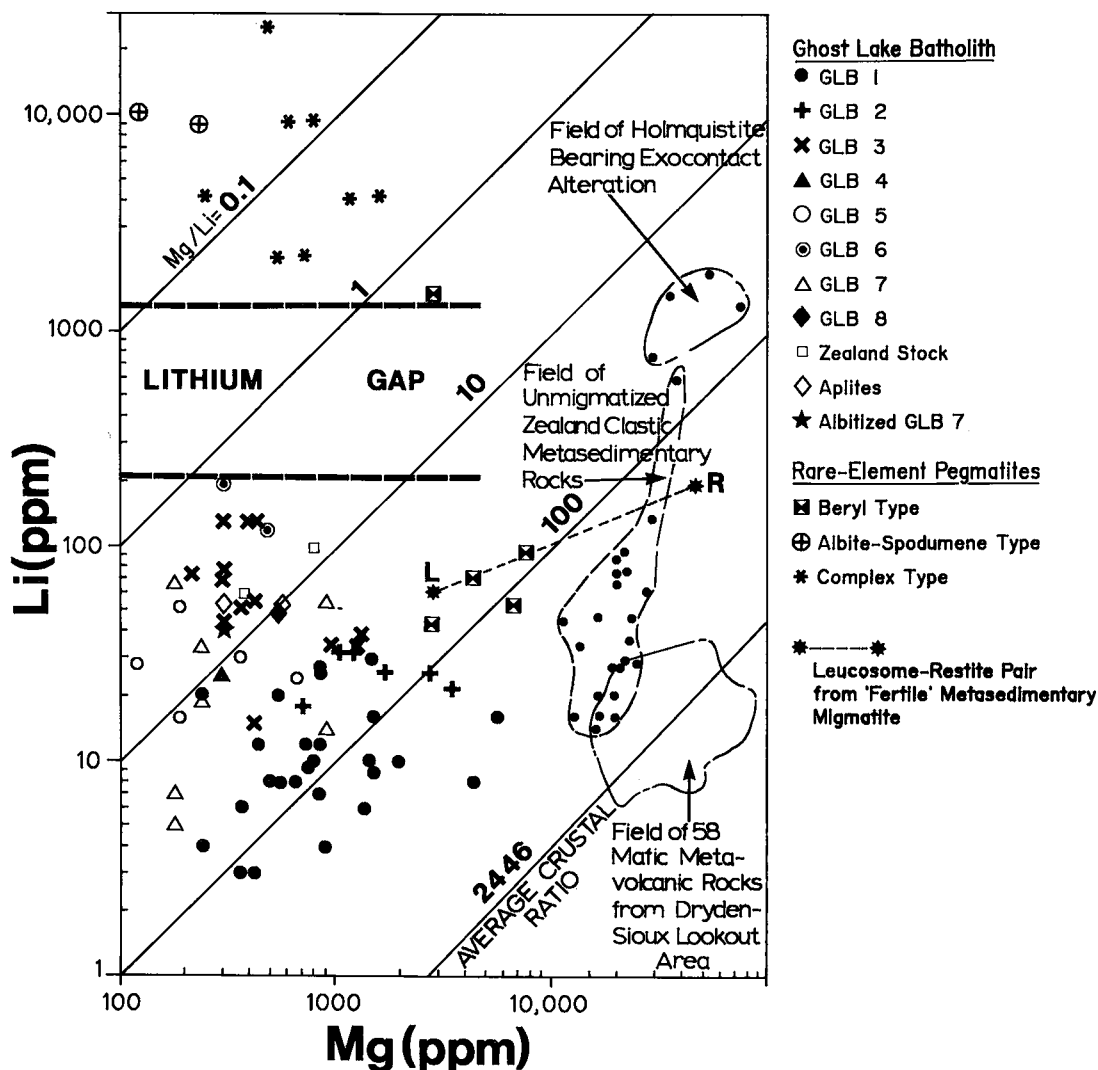 10,000
1000
100
10
1
Li(ppm)
100
1000
10,000
Mg(ppm)
Mg/Li= 0.1
1
10
100
2446
AVERAGE CRUSTAL
RATIO
LITHIUM GAP
Field of Holmquistite
Bearing Exocontact
Alteration
Field of
Unmigmatized
Zealand Clastic
Metasedimentary
Rocks
L
R
Field of 58
Mafic Meta-
volcanic Rocks
from Dryden-
Sioux Lookout
Area
Ghost Lake Batholith
GLB 1
GLB 2
GLB 3
GLB 4
GLB 5
GLB 6
GLB 7
GLB 8
Zealand Stock
Aplites
Albitized GLB 7
Rare-Element Pegmatites
Beryl Type
Albite-Spodumene Type
Complex Type
Leucosome-Restite Pair
from 'Fertile' Metasedimentary
Migmatite